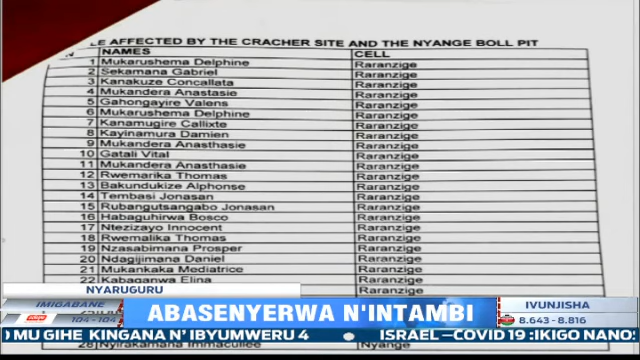 LE AFFECTED BY THE CRACHER SITE AND THE NYANGE BOLL PIT
N NAMES CELL
1 Mukarushema Delphine Raranzige
2 Sekamana Gabriel Raranzige
3 Kanakuze Concallata Raranzige
4 Mukandera Anastasie Raranzige
5 Gahongayire Valens Raranzige
6 Mukarushema Delphine Raranzige
7 Kanamugire Callixte Raranzige
8 Kayinamura Damien Raranzige
9 Mukandera Anasthasie Raranzige
10 Gatali Vital Raranzige
11 Mukandera Anasthasie Raranzige
12 Rwemarika Thomas Raranzige
13 Bakundukize Alphonse Raranzige
14 Tembasi Jonasan Raranzige
15 Rubangutsangabo Jonasan Raranzige
16 Habaguhirwa Bosco Raranzige
17 Ntezizayo Innocent Raranzige
18 Rwemalika Thomas Raranzige
19 Nzasabimana Prosper Raranzige
20 Ndagijimana Daniel Raranzige
21 Mukankaka Mediatrice Raranzige
22 Kabaganwa Elina Raranzige
NYARUGURU
IMIGABANE
104-104
ABASENYERWA N'INTAMBI
IVUNJISHA
8.643 - 8.816
O MU GIHE KINGANA N'IBYUMWERU 4 ISRAEL – COVID 19 :IKIGO NANO
28 Nyirakamana Immacullee Nyange